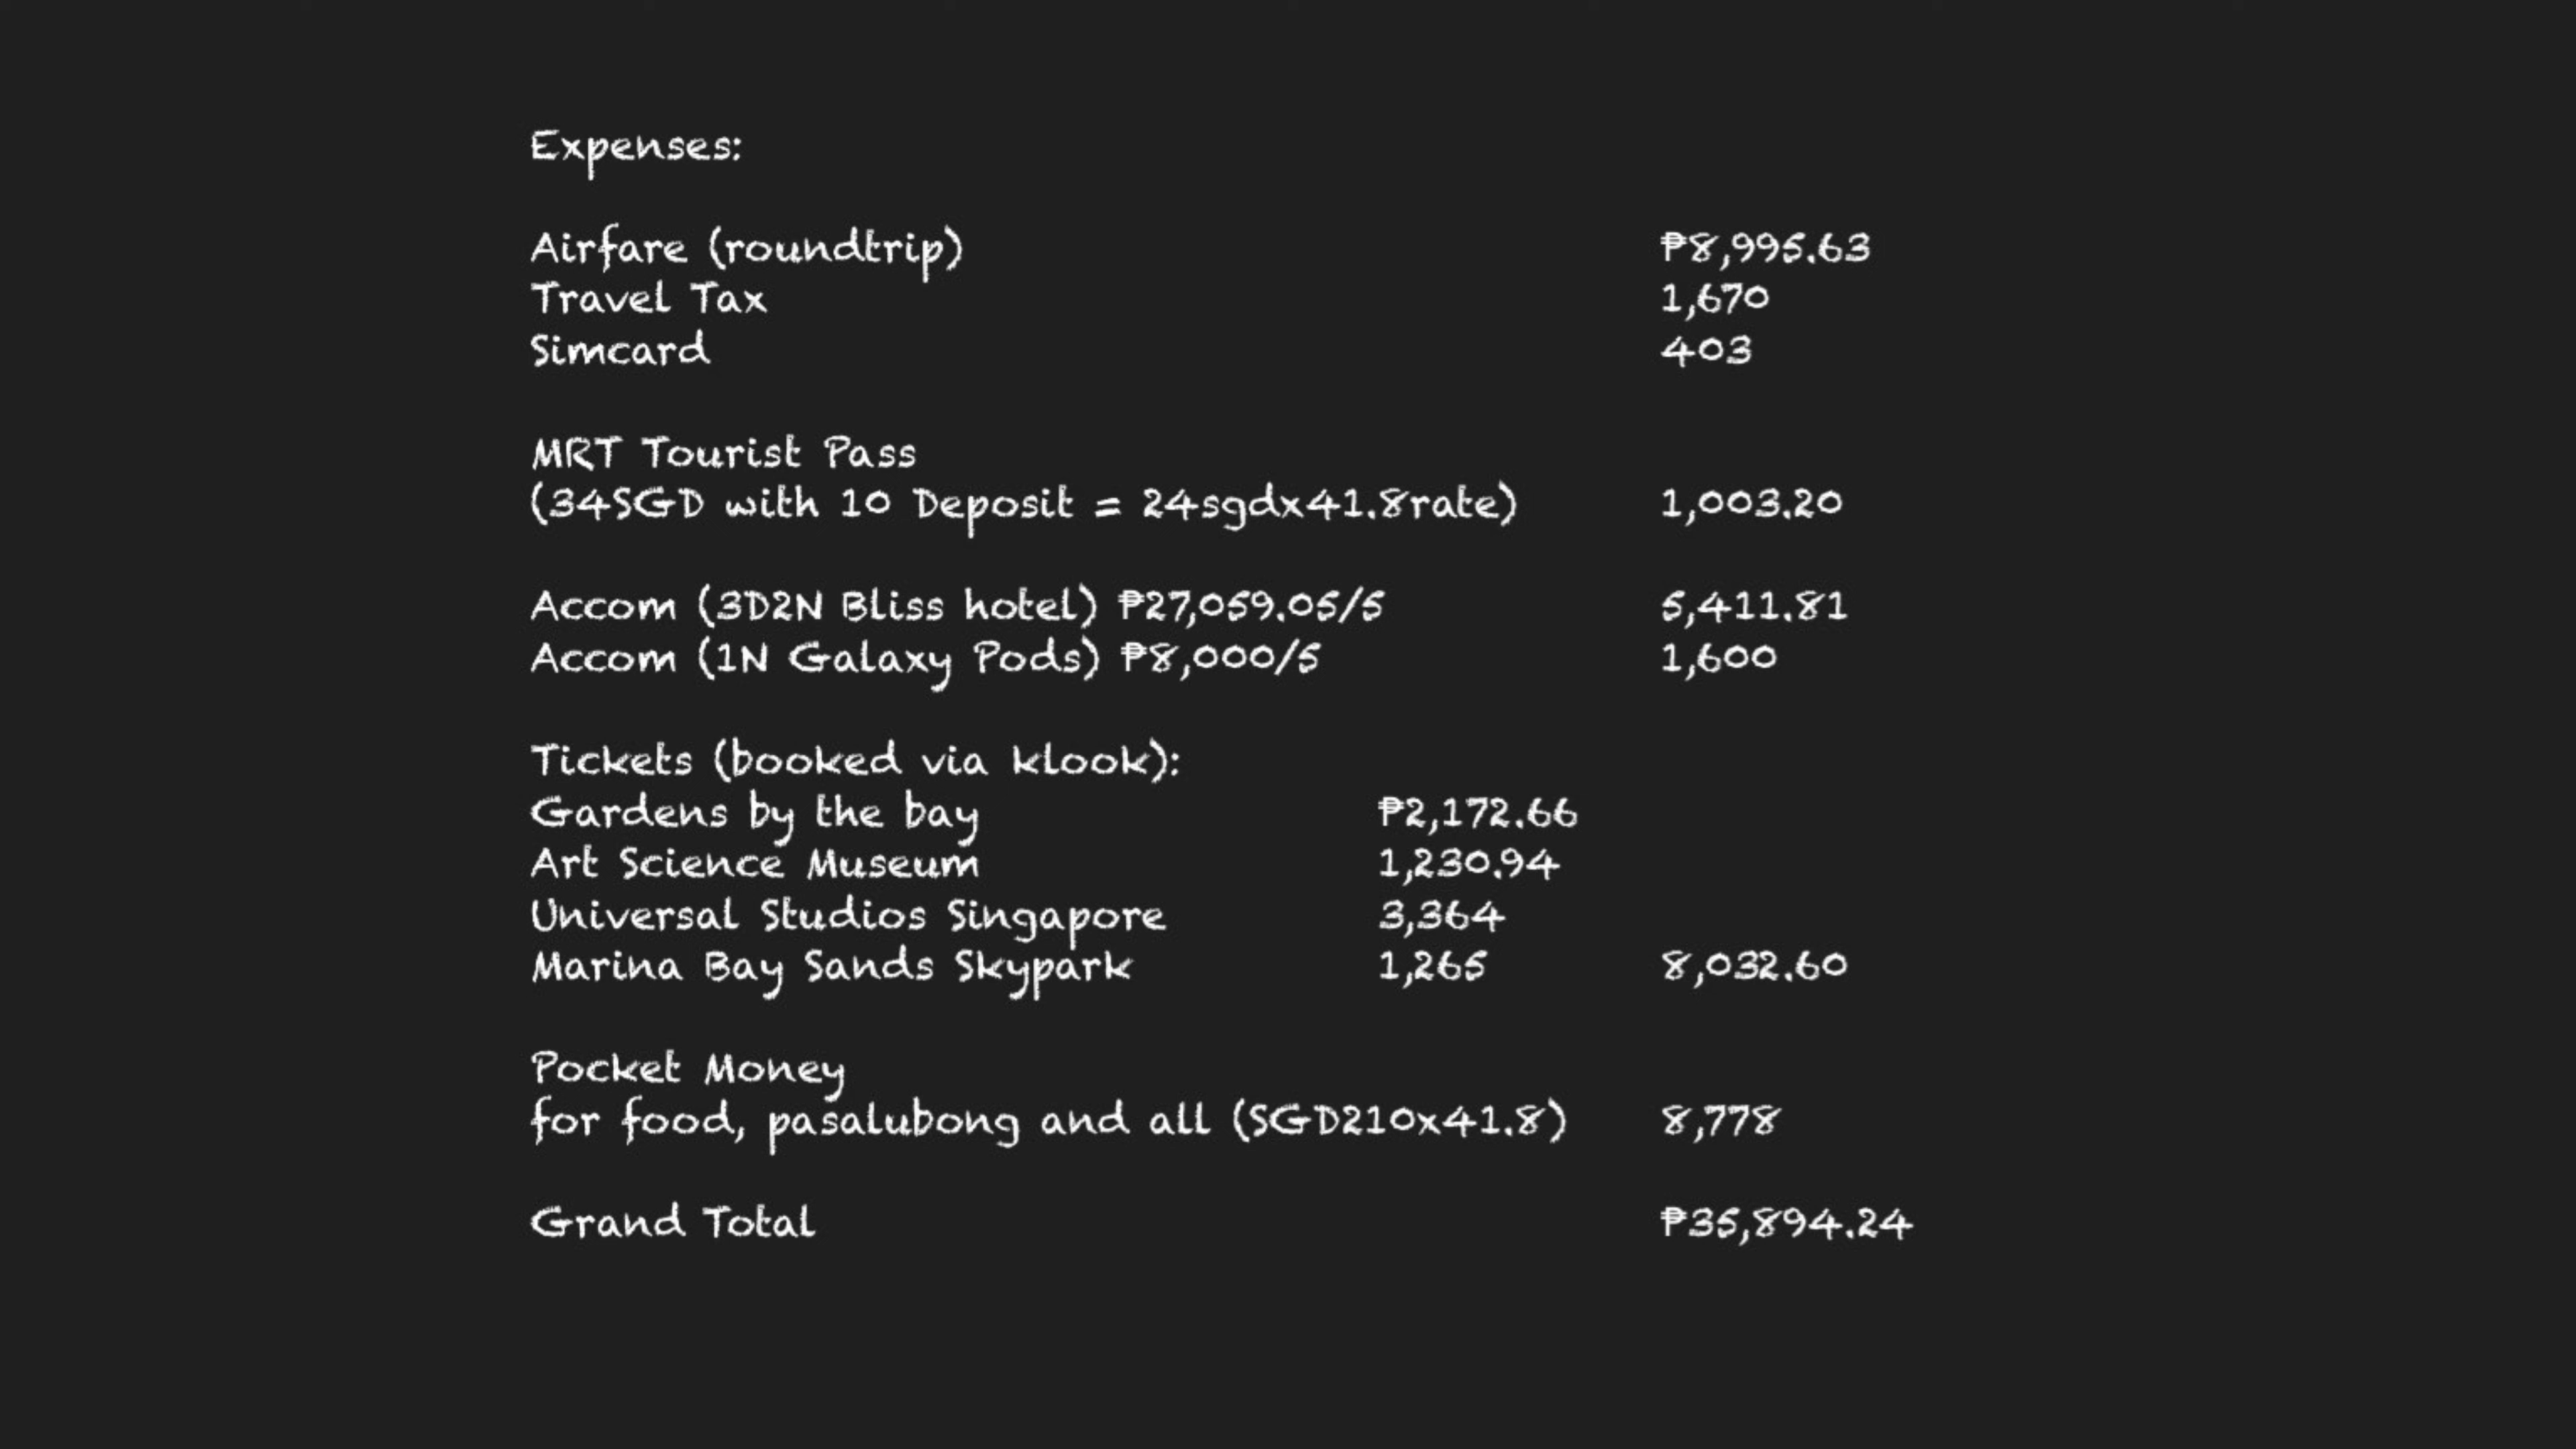 Expenses:
Airfare (roundtrip) ₱8,995.63
Travel Tax 1,670
Simcard 403
MRT Tourist Pass
(34SGD with 10 Deposit = 24sgdx41.8rate) 1,003.20
Accom (3D2N Bliss hotel) ₱27,059.05/5 5,411.81
Accom (1N Galaxy Pods) ₱8,000/5 1,600
Tickets (booked via klook):
Gardens by the bay ₱2,172.66
Art Science Museum 1,230.94
Universal Studios Singapore 3,364
Marina Bay Sands Skypark 1,265 8,032.60
Pocket Money
for food, pasalubong and all (SGD210x41.8) 8,778
Grand Total ₱35,894.24